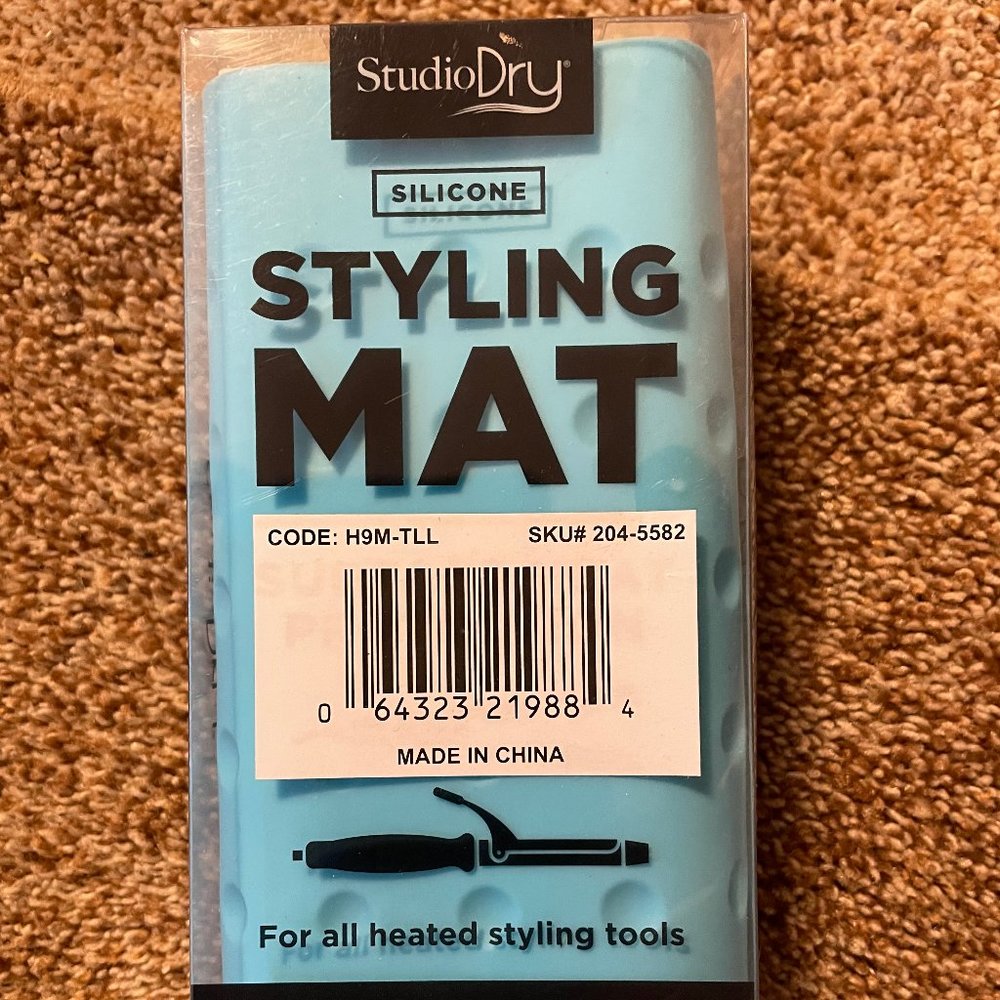 StudioDry®
SILICONE
STYLING
MAT
CODE: H9M-TLL SKU# 204-5582
0 64323 21988 4
MADE IN CHINA
For all heated styling tools